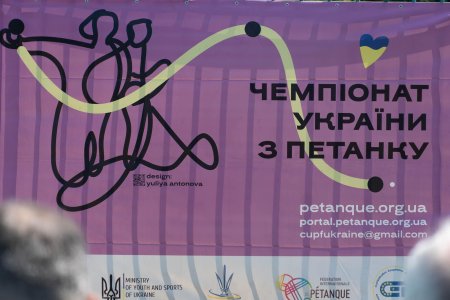 ЧЕМПІОНАТ
УКРАЇНИ
З ПЕТАНКУ
design:
yuliya antonova
petanque.org.ua
portal.petanque.org.ua
cupfukraine@gmail.com
MINISTRY
OF YOUTH AND SPORTS
OF UKRAINE
FEDERATION
INTERNATIONALE
PÉTANQUE